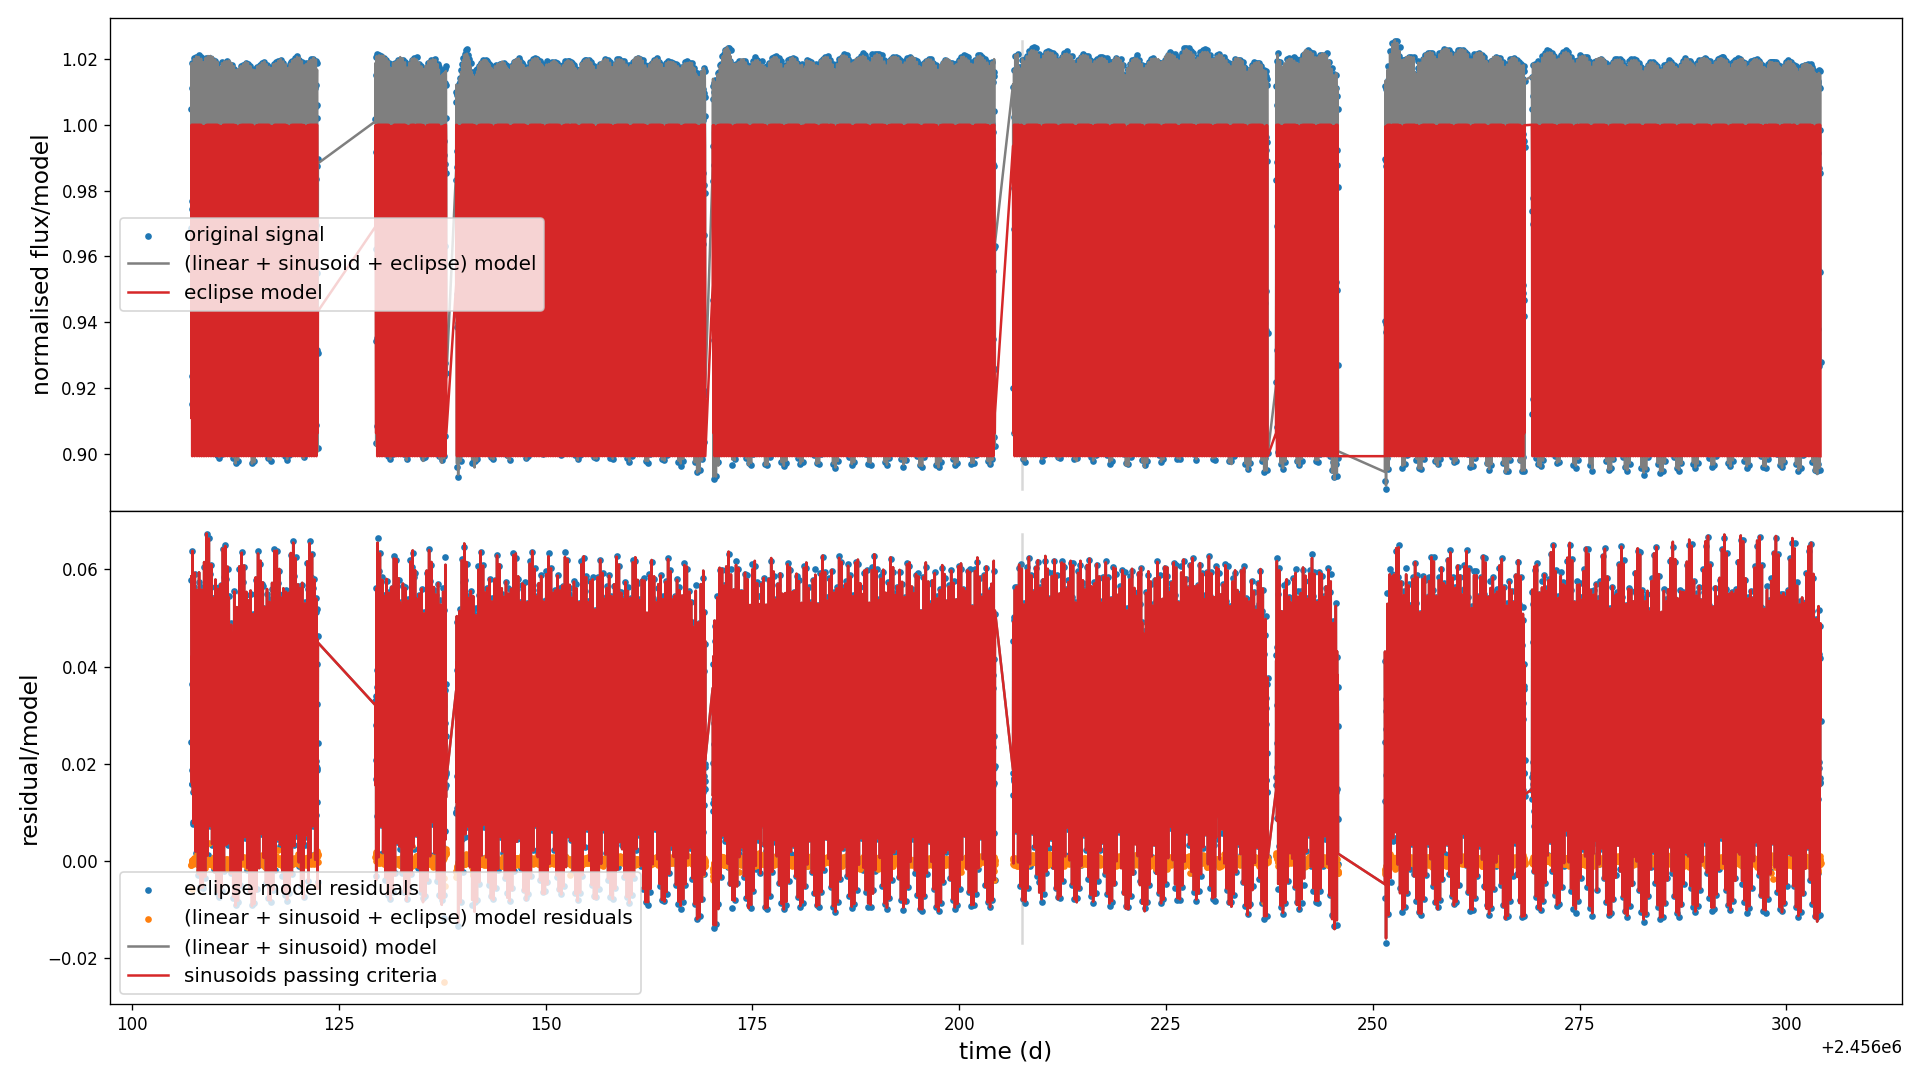 normalised flux/model
1.02
1.00
0.98
0.96
0.94
0.92
0.90
original signal
(linear + sinusoid + eclipse) model
eclipse model
residual/model
0.06
0.04
0.02
0.00
−0.02
eclipse model residuals
(linear + sinusoid + eclipse) model residuals
(linear + sinusoid) model
sinusoids passing criteria
100 125 150 175 200 225 250 275 300
time (d)
+2.456e6